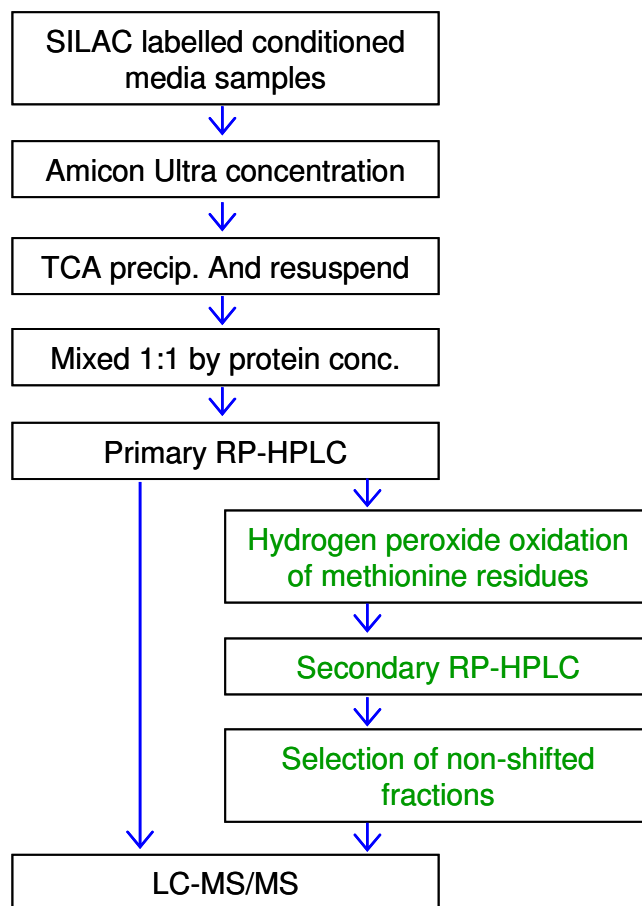 SILAC labelled conditioned
media samples
Amicon Ultra concentration
TCA precip. And resuspend
Mixed 1:1 by protein conc.
Primary RP-HPLC
Hydrogen peroxide oxidation
of methionine residues
Secondary RP-HPLC
Selection of non-shifted
fractions
LC-MS/MS